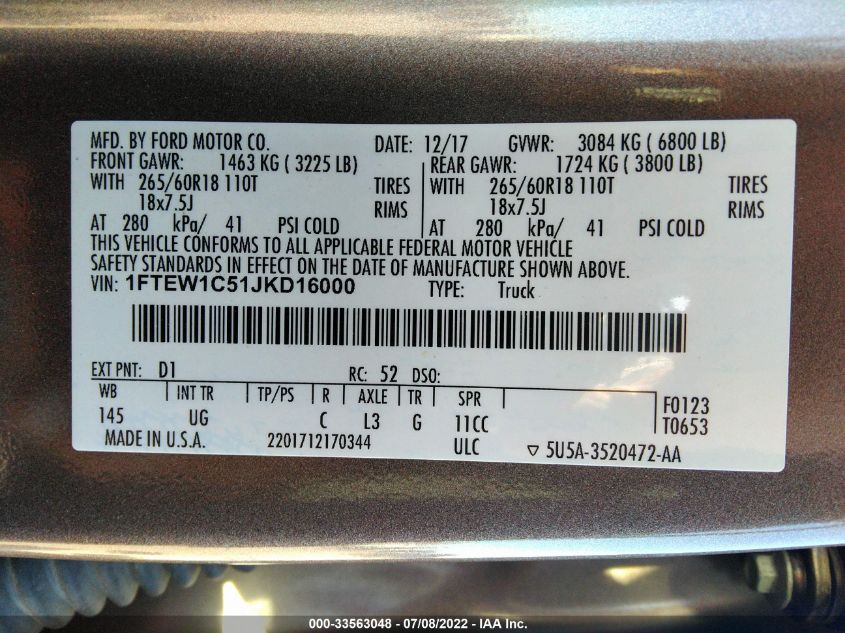 MFD. BY FORD MOTOR CO. DATE: 12/17 GVWR: 3084 KG ( 6800 LB)
FRONT GAWR: 1463 KG ( 3225 LB) REAR GAWR: 1724 KG ( 3800 LB)
WITH 265/60R18 110T TIRES WITH 265/60R18 110T TIRES
18x7.5J RIMS 18x7.5J RIMS
AT 280 kPa/ 41 PSI COLD AT 280 kPa/ 41 PSI COLD
THIS VEHICLE CONFORMS TO ALL APPLICABLE FEDERAL MOTOR VEHICLE
SAFETY STANDARDS IN EFFECT ON THE DATE OF MANUFACTURE SHOWN ABOVE.
VIN: 1FTEW1C51JKD16000 TYPE: Truck
EXT PNT: D1 RC: 52 DSO:
WB INT TR TP/PS R AXLE TR SPR F0123
145 UG C L3 G 11CC T0653
MADE IN U.S.A. 2201712170344 ULC ▽ 5U5A-3520472-AA
000-33563048 - 07/08/2022 - IAA Inc.